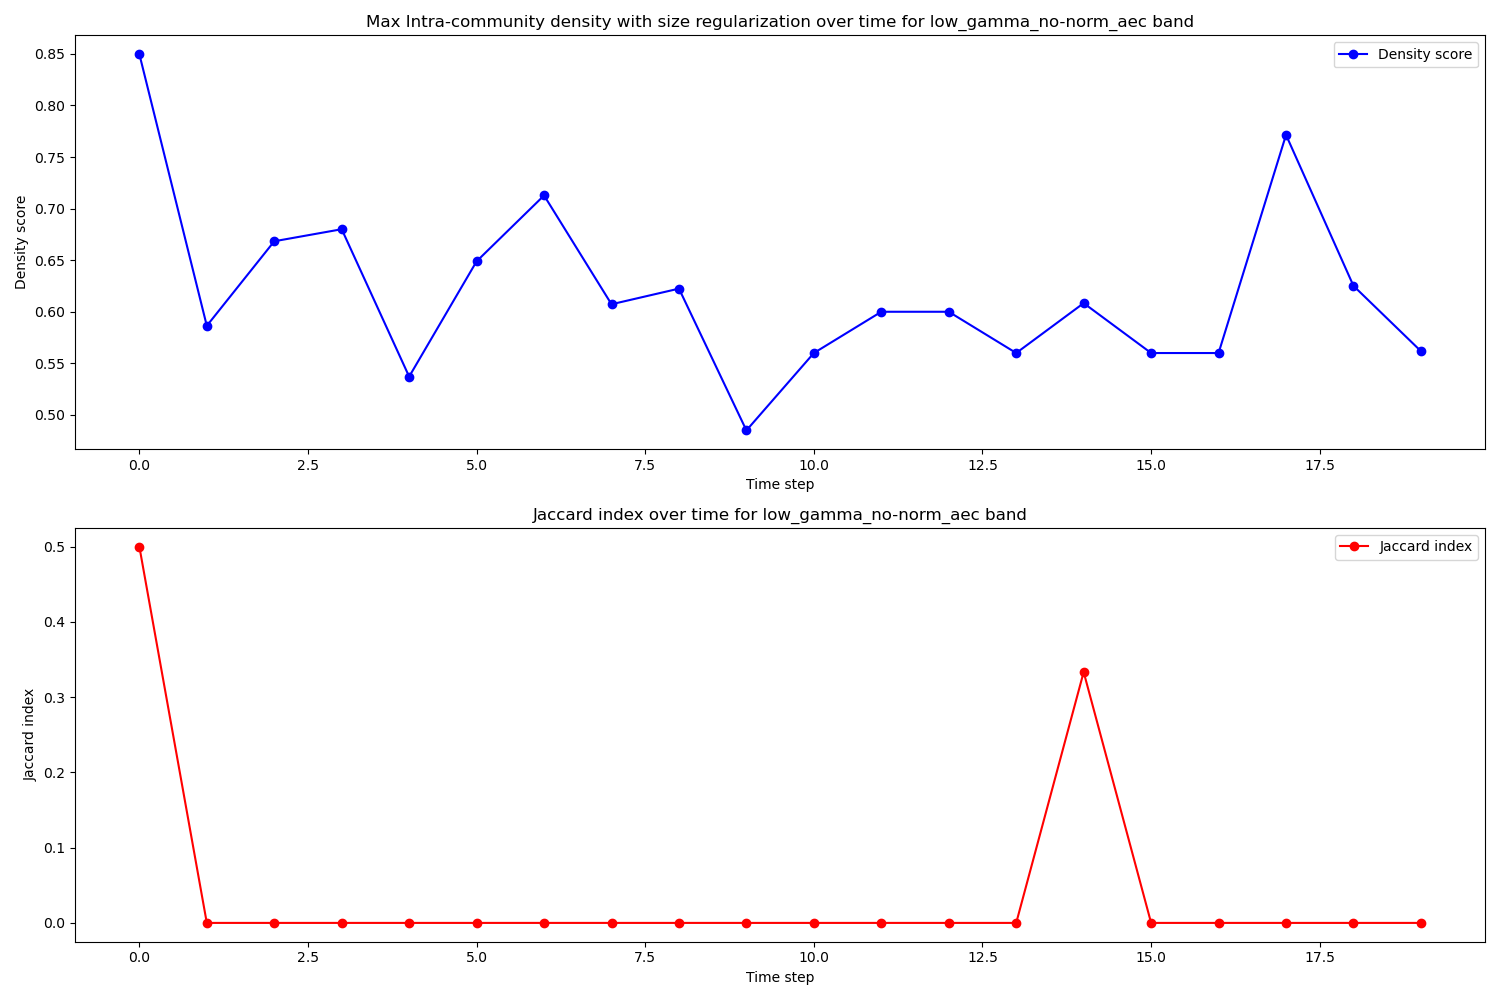 Max Intra-community density with size regularization over time for low_gamma_no-norm_aec band
Density score
0.85
0.80
0.75
0.70
0.65
0.60
0.55
0.50
Density score
0.0 2.5 5.0 7.5 10.0 12.5 15.0 17.5
Time step
Jaccard index over time for low_gamma_no-norm_aec band
Jaccard index
0.5
0.4
0.3
0.2
0.1
0.0
Jaccard index
0.0 2.5 5.0 7.5 10.0 12.5 15.0 17.5
Time step